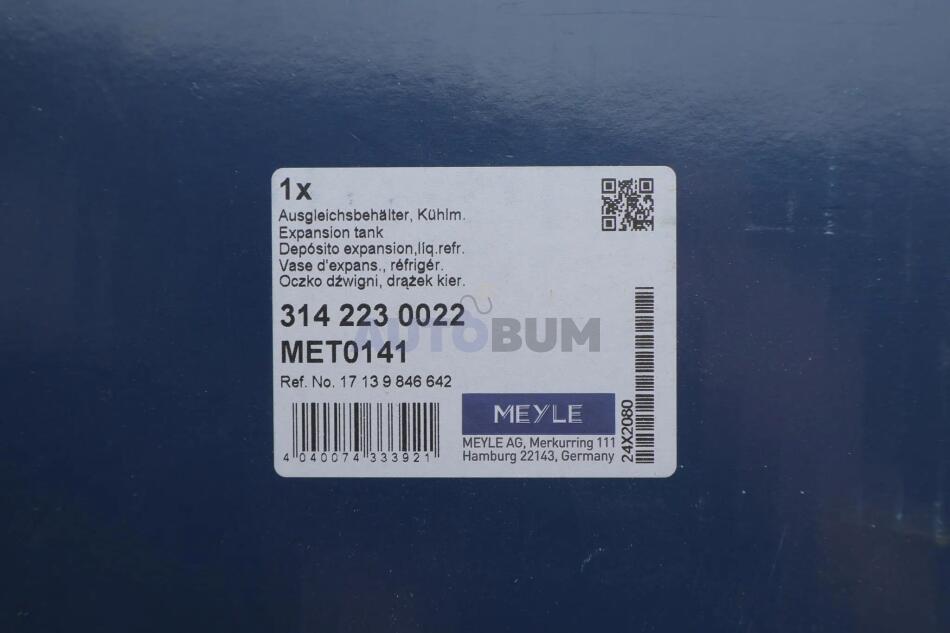 1x
Ausgleichsbehälter, Kühlm.
Expansion tank
Depósito expansion,líq.refr.
Vase d'expans., réfrigér.
Oczko dźwigni, drążek kier.
314 223 0022
AUTOBUM
MET0141
Ref. No. 17 13 9 846 642
4 040074 333921
MEYLE
MEYLE AG, Merkurring 111
Hamburg 22143, Germany
24X2080